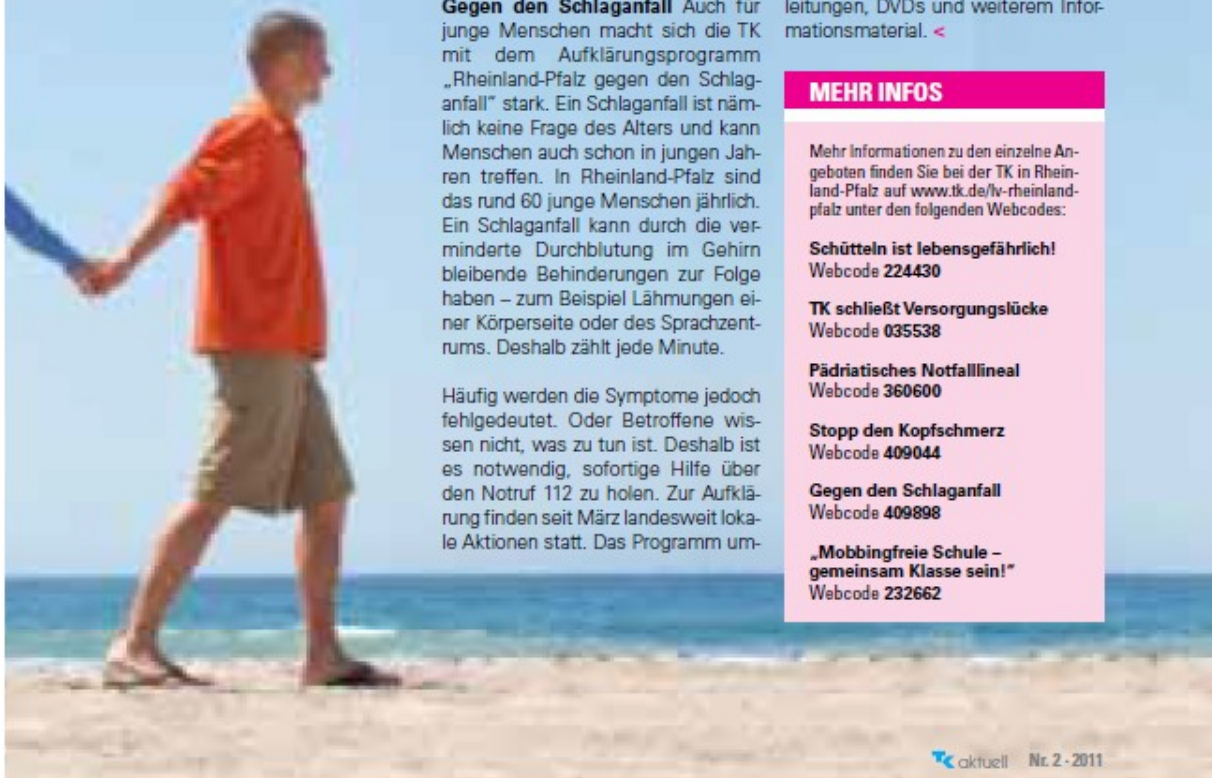 Gegen den Schlaganfall Auch für
junge Menschen macht sich die TK
mit dem Aufklärungsprogramm
„Rheinland-Pfalz gegen den Schlag-
anfall" stark. Ein Schlaganfall ist näm-
lich keine Frage des Alters und kann
Menschen auch schon in jungen Jah-
ren treffen. In Rheinland-Pfalz sind
das rund 60 junge Menschen jährlich.
Ein Schlaganfall kann durch die ver-
minderte Durchblutung im Gehirn
bleibende Behinderungen zur Folge
haben – zum Beispiel Lähmungen ei-
ner Körperseite oder des Sprachzent-
rums. Deshalb zählt jede Minute.
Häufig werden die Symptome jedoch
fehlgedeutet. Oder Betroffene wis-
sen nicht, was zu tun ist. Deshalb ist
es notwendig, sofortige Hilfe über
den Notruf 112 zu holen. Zur Aufklä-
rung finden seit März landesweit loka-
le Aktionen statt. Das Programm um-
leitungen, DVDs und weiterem Infor-
mationsmaterial. <
MEHR INFOS
Mehr Informationen zu den einzelne An-
geboten finden Sie bei der TK in Rhein-
land-Pfalz auf www.tk.de/lv-rheinland-
pfalz unter den folgenden Webcodes:
Schütteln ist lebensgefährlich!
Webcode 224430
TK schließt Versorgungslücke
Webcode 035538
Pädriatisches Notfalllineal
Webcode 360600
Stopp den Kopfschmerz
Webcode 409044
Gegen den Schlaganfall
Webcode 409898
„Mobbingfreie Schule –
gemeinsam Klasse sein!"
Webcode 232662
TK aktuell Nr. 2 - 2011